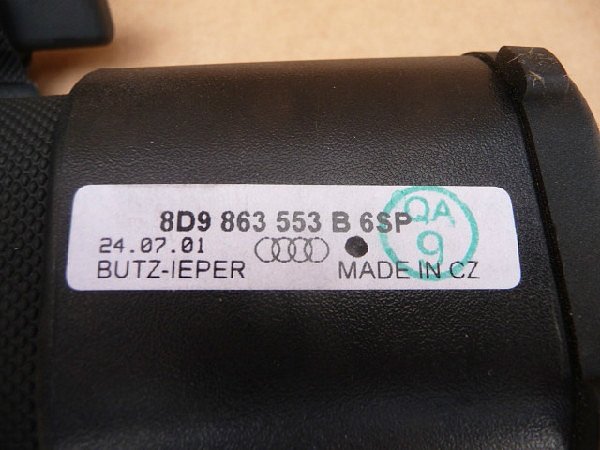 8D9 863 553 B 6SP
24.07.01
BUTZ-IEPER MADE IN CZ
QA
9